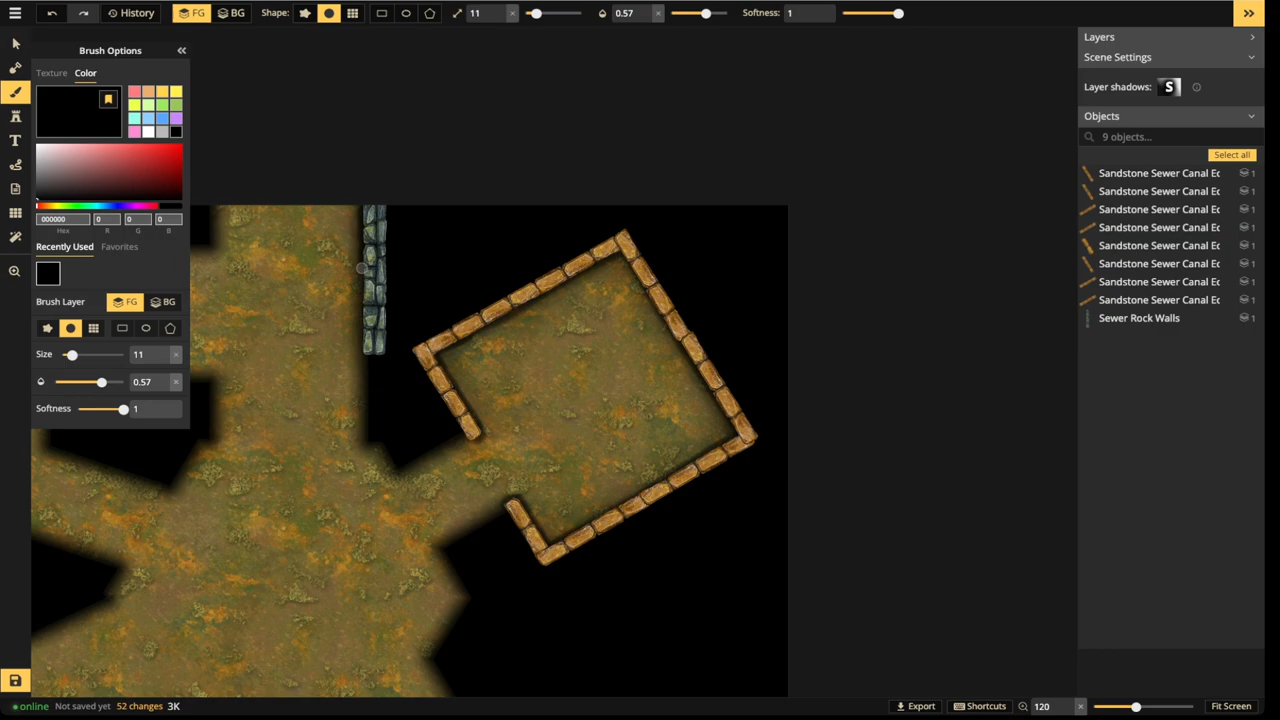 History
FG
BG
Shape:
11
×
0.57
×
Softness:
1
Brush Options
Texture
Color
000000
0
0
0
Hex
R
G
B
Recently Used
Favorites
Brush Layer
FG
BG
Size
11
×
0.57
×
Softness
1
Layers
Scene Settings
Layer shadows:
S
Objects
9 objects...
Select all
Sandstone Sewer Canal Ec
1
Sandstone Sewer Canal Ec
1
Sandstone Sewer Canal Ec
1
Sandstone Sewer Canal Ec
1
Sandstone Sewer Canal Ec
1
Sandstone Sewer Canal Ec
1
Sandstone Sewer Canal Ec
1
Sandstone Sewer Canal Ec
1
Sewer Rock Walls
1
online
Not saved yet
52 changes
3K
Export
Shortcuts
120
×
Fit Screen